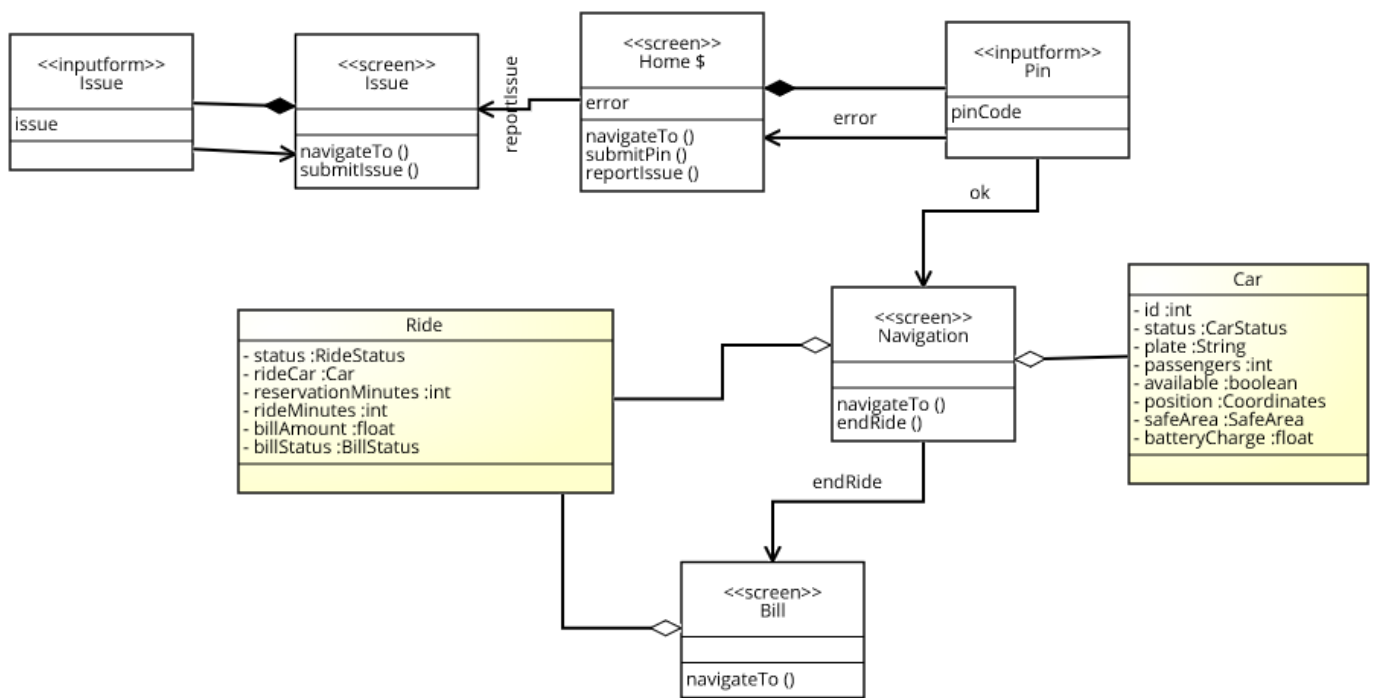 <<inputform>>
Issue
issue
<<screen>>
Issue
navigateTo ()
submitIssue ()
reportIssue
<<screen>>
Home $
error
navigateTo ()
submitPin ()
reportIssue ()
error
<<inputform>>
Pin
pinCode
ok
Ride
- status :RideStatus
- rideCar :Car
- reservationMinutes :int
- rideMinutes :int
- billAmount :float
- billStatus :BillStatus
<<screen>>
Navigation
navigateTo ()
endRide ()
Car
- id :int
- status :CarStatus
- plate :String
- passengers :int
- available :boolean
- position :Coordinates
- safeArea :SafeArea
- batteryCharge :float
endRide
<<screen>>
Bill
navigateTo ()